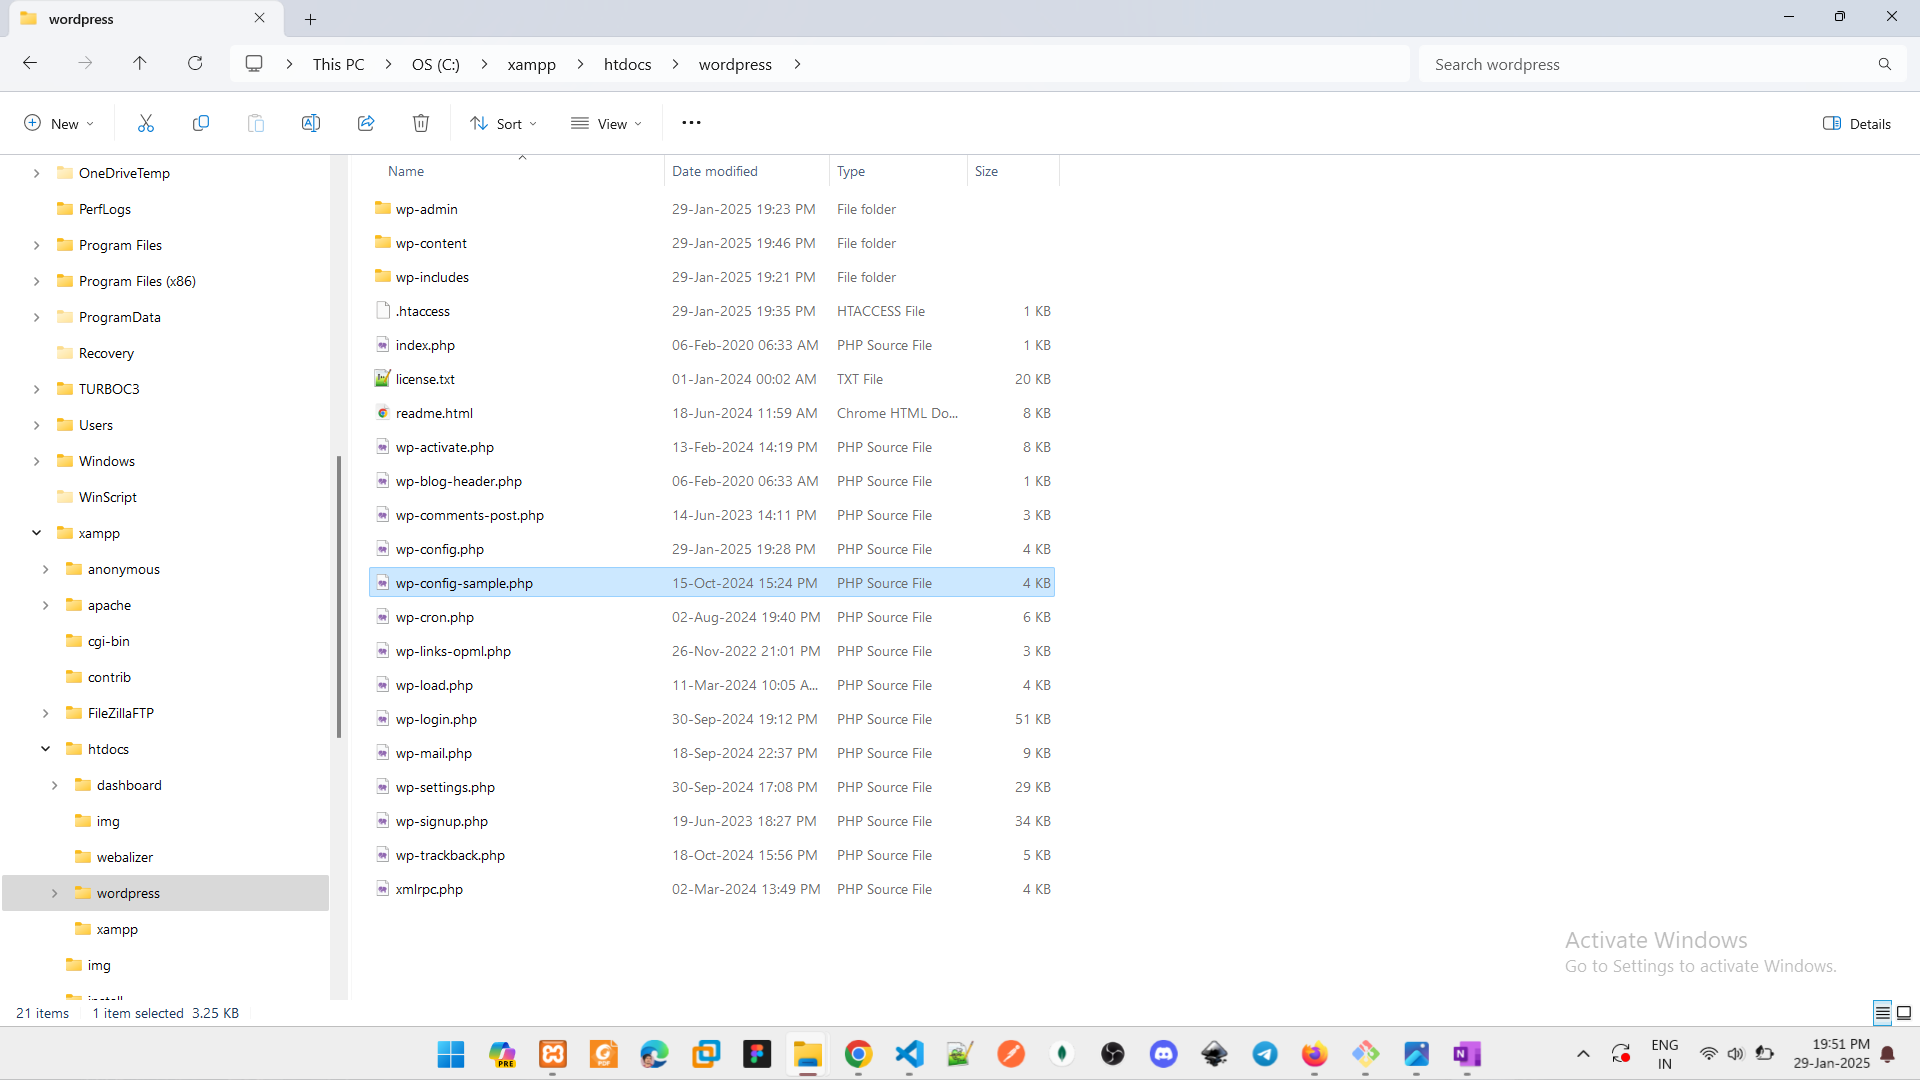 wordpress
This PC
OS (C:)
xampp
htdocs
wordpress
Search wordpress
New
Sort
View
Details
OneDriveTemp
PerfLogs
Program Files
Program Files (x86)
ProgramData
Recovery
TURBOC3
Users
Windows
WinScript
xampp
anonymous
apache
cgi-bin
contrib
FileZillaFTP
htdocs
dashboard
img
webalizer
wordpress
xampp
img
install
Name Date modified Type Size
wp-admin 29-Jan-2025 19:23 PM File folder
wp-content 29-Jan-2025 19:46 PM File folder
wp-includes 29-Jan-2025 19:21 PM File folder
.htaccess 29-Jan-2025 19:35 PM HTACCESS File 1 KB
index.php 06-Feb-2020 06:33 AM PHP Source File 1 KB
license.txt 01-Jan-2024 00:02 AM TXT File 20 KB
readme.html 18-Jun-2024 11:59 AM Chrome HTML Do... 8 KB
wp-activate.php 13-Feb-2024 14:19 PM PHP Source File 8 KB
wp-blog-header.php 06-Feb-2020 06:33 AM PHP Source File 1 KB
wp-comments-post.php 14-Jun-2023 14:11 PM PHP Source File 3 KB
wp-config.php 29-Jan-2025 19:28 PM PHP Source File 4 KB
wp-config-sample.php 15-Oct-2024 15:24 PM PHP Source File 4 KB
wp-cron.php 02-Aug-2024 19:40 PM PHP Source File 6 KB
wp-links-opml.php 26-Nov-2022 21:01 PM PHP Source File 3 KB
wp-load.php 11-Mar-2024 10:05 A... PHP Source File 4 KB
wp-login.php 30-Sep-2024 19:12 PM PHP Source File 51 KB
wp-mail.php 18-Sep-2024 22:37 PM PHP Source File 9 KB
wp-settings.php 30-Sep-2024 17:08 PM PHP Source File 29 KB
wp-signup.php 19-Jun-2023 18:27 PM PHP Source File 34 KB
wp-trackback.php 18-Oct-2024 15:56 PM PHP Source File 5 KB
xmlrpc.php 02-Mar-2024 13:49 PM PHP Source File 4 KB
Activate Windows
Go to Settings to activate Windows.
21 items 1 item selected 3.25 KB
PRE
PDF
ENG
IN
19:51 PM
29-Jan-2025